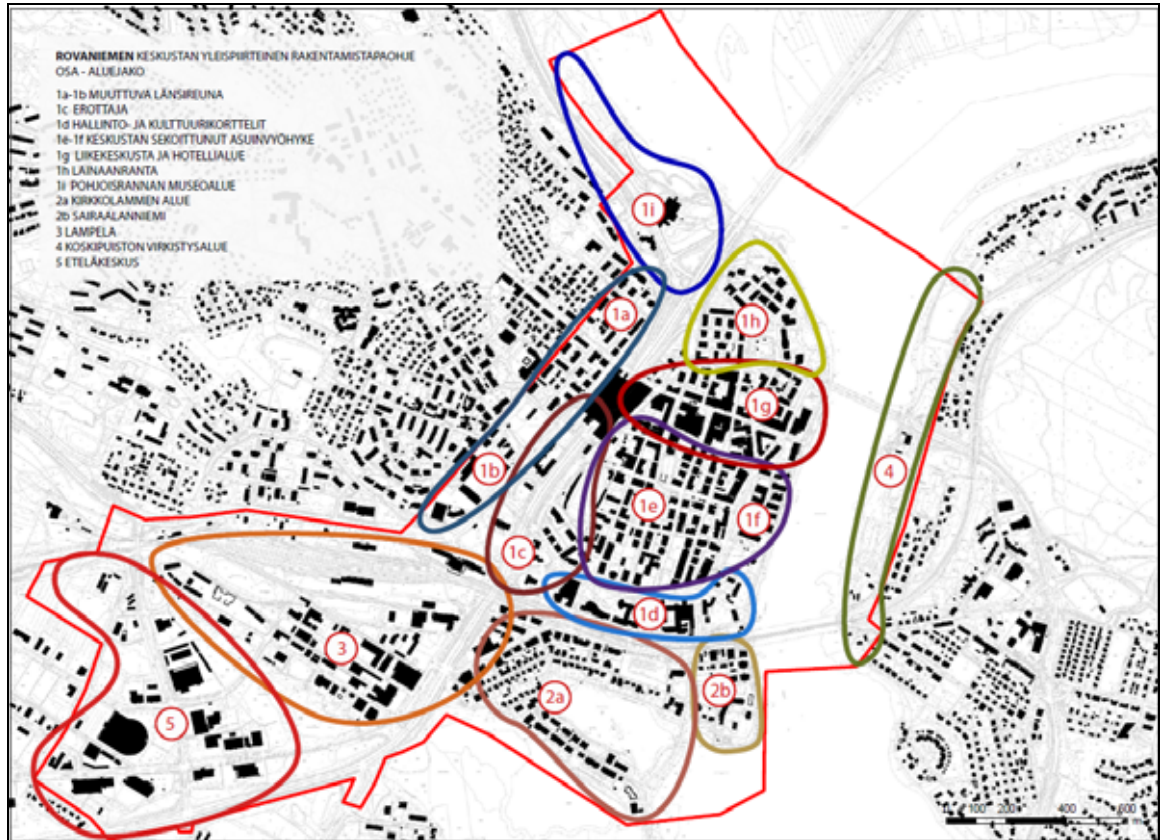 ROVANIEMEN KESKUSTAN YLEISPIIRTEINEN RAKENTAMISTAPAOHJE
OSA - ALUEJAKO
1a-1b MUUTTUVA LÄNSIREUNA
1c EROTTAJA
1d HALLINTO- JA KULTTUURIKORTTELIT
1e-1f KESKUSTAN SEKOITTUNUT ASUINVYÖHYKE
1g LIIKEKESKUSTA JA HOTELLIALUE
1h LAINAANRANTA
1i POHJOISRANNAN MUSEOALUE
2a KIRKKOLAMMEN ALUE
2b SAIRAALANNIEMI
3 LAMPELA
4 KOSKIPUISTON VIRKISTYSALUE
5 ETELÄKESKUS
1i
1a
1h
1g
1b
4
1e
1f
1c
1d
3
2a
2b
5
0 100 200 400 600
m